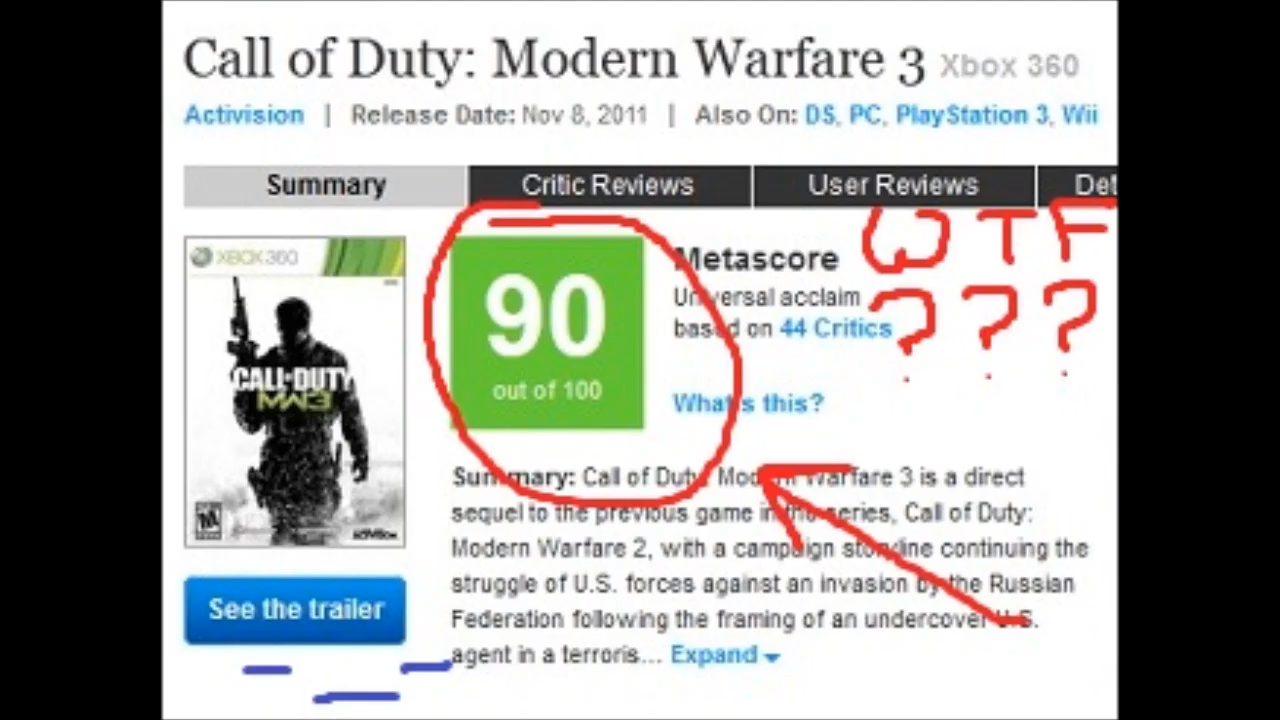 Call of Duty: Modern Warfare 3 Xbox 360
Activision | Release Date: Nov 8, 2011 | Also On: DS, PC, PlayStation 3, Wii
Summary Critic Reviews User Reviews Det
WTF
???
XBOX 360
CALL OF DUTY
MW3
M
ACTIVISION
90
out of 100
Metascore
Universal acclaim
based on 44 Critics
What's this?
See the trailer
Summary: Call of Duty: Modern Warfare 3 is a direct
sequel to the previous game in the series, Call of Duty:
Modern Warfare 2, with a campaign storyline continuing the
struggle of U.S. forces against an invasion by the Russian
Federation following the framing of an undercover U.S.
agent in a terroris... Expand